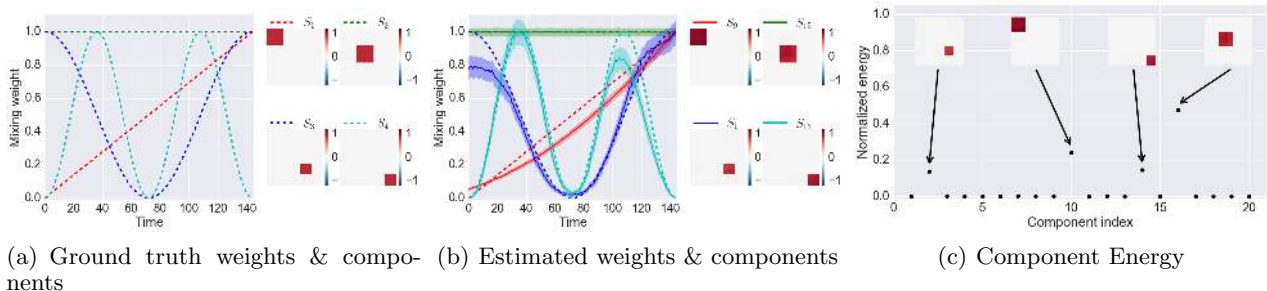 S₁ S₂
1
0
−1
1
0
−1
S₃ S₄
1
0
−1
1
0
−1
Mixing weight
1.0
0.8
0.6
0.4
0.2
0.0
0 20 40 60 80 100 120 140
Time
S₉
1
0
−1
1
0
−1
1
0
−1
1
0
−1
Mixing weight
1.0
0.8
0.6
0.4
0.2
0.0
0 20 40 60 80 100 120 140
Time
Normalized energy
1.0
0.8
0.6
0.4
0.2
0.0
0 5 10 15 20
Component index
(a) Ground truth weights & compo-
nents
(b) Estimated weights & components
(c) Component Energy